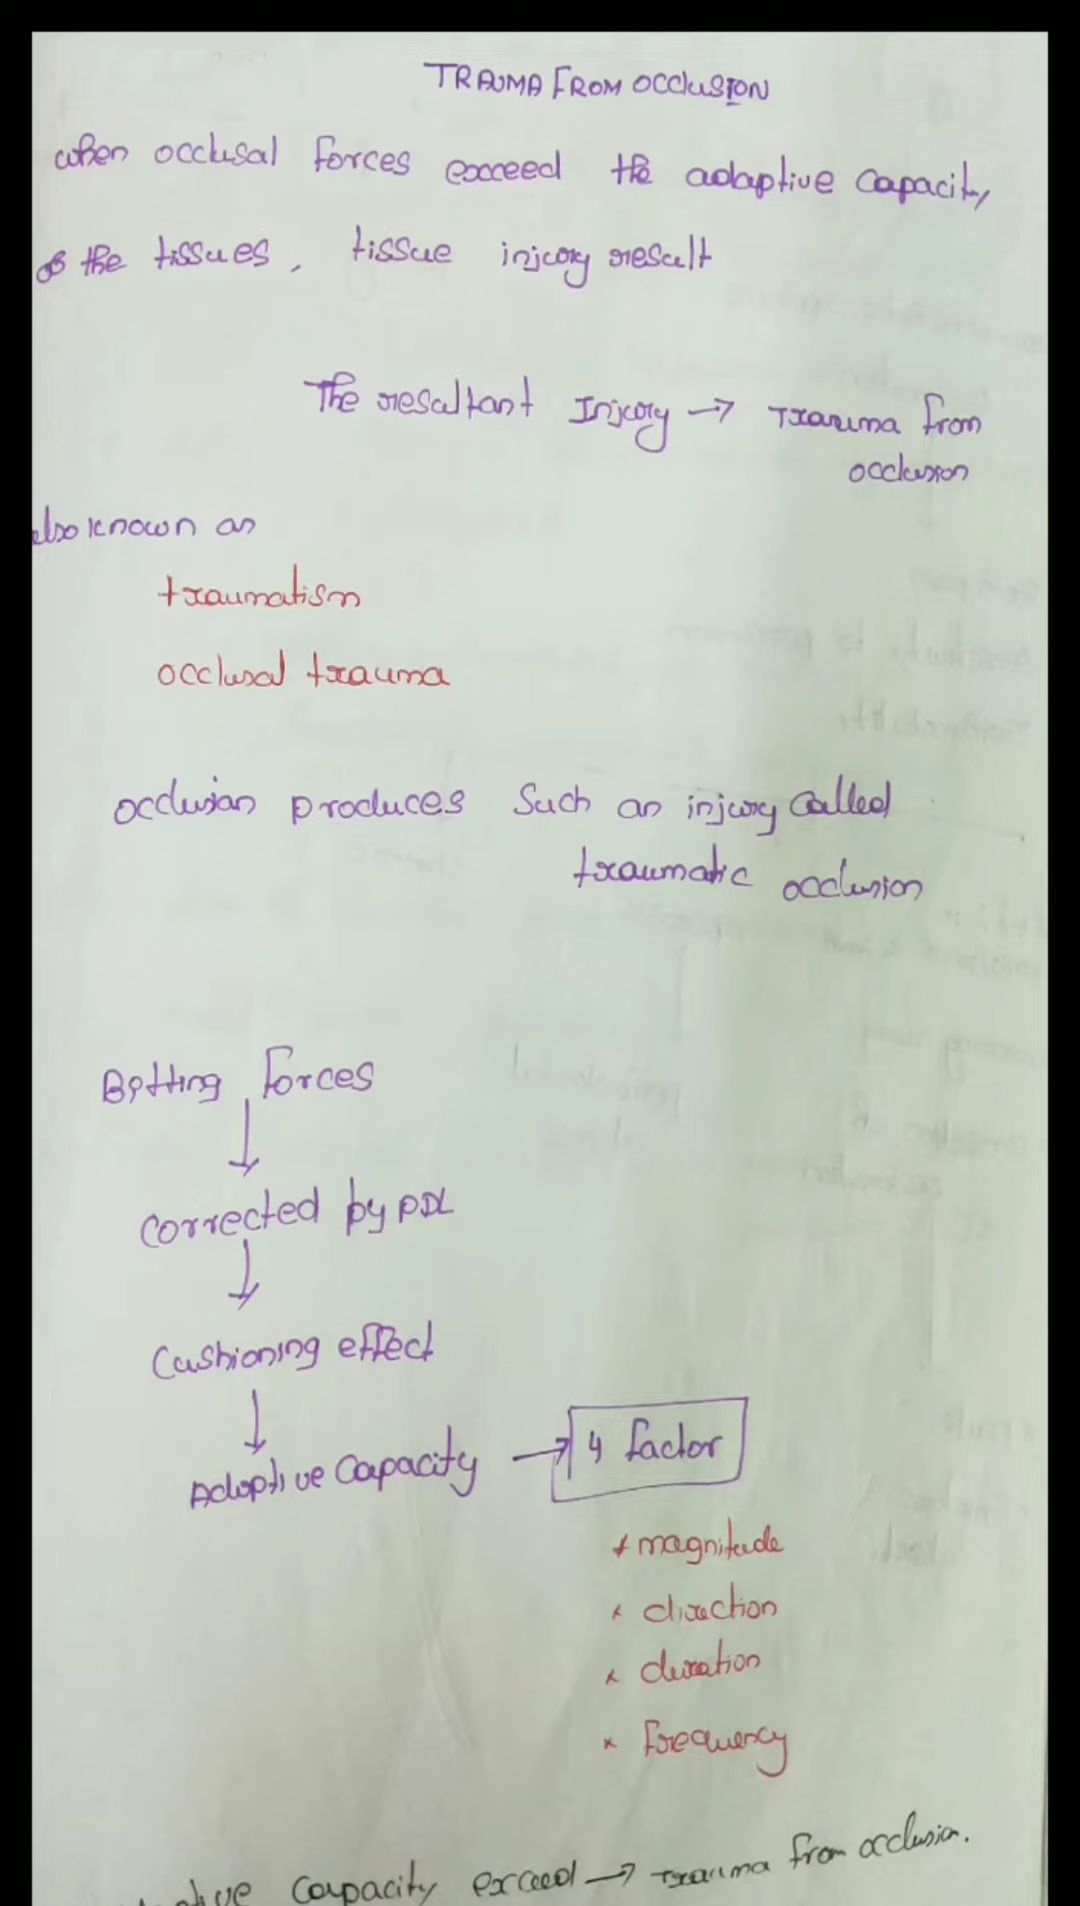 TRAUMA FROM OCCLUSION
when occlusal forces exceed the adaptive capacity
of the tissues, tissue injury result
The resultant Injury → Trauma from
occlusion
also known as
traumatism
occlusal trauma
occlusion produces Such an injury Called
traumatic occlusion
Bitting forces
↓
corrected by PDL
↓
Cushioning effect
↓
Adaptive Capacity → 4 factor
* magnitude
* direction
* duration
* frequency
Capacity exceed → Trauma from occlusion.